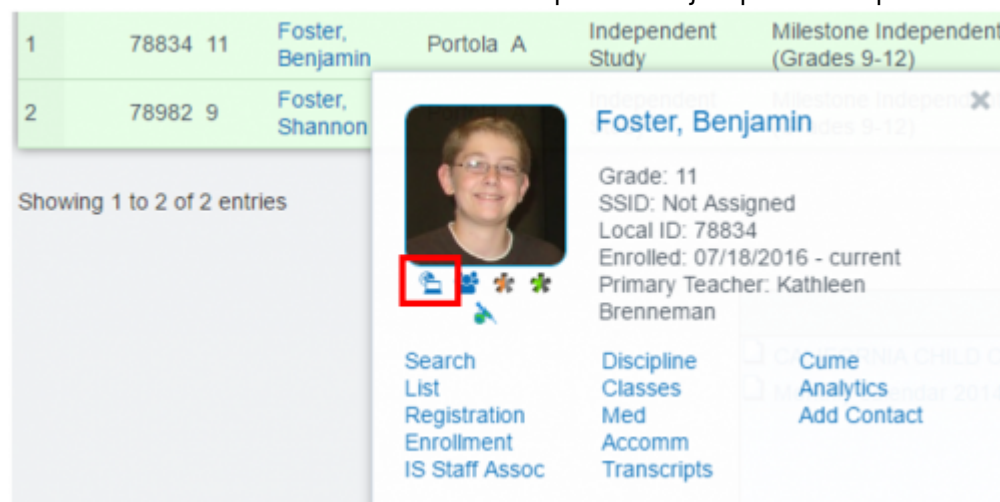 1 78834 11 Foster, Benjamin Portola A Independent Study Milestone Independent (Grades 9-12)
2 78982 9 Foster, Shannon
Showing 1 to 2 of 2 entries
Foster, Benjamin
Grade: 11
SSID: Not Assigned
Local ID: 78834
Enrolled: 07/18/2016 - current
Primary Teacher: Kathleen
Brenneman
Search Discipline Cume
List Classes Analytics
Registration Med Add Contact
Enrollment Accomm
IS Staff Assoc Transcripts